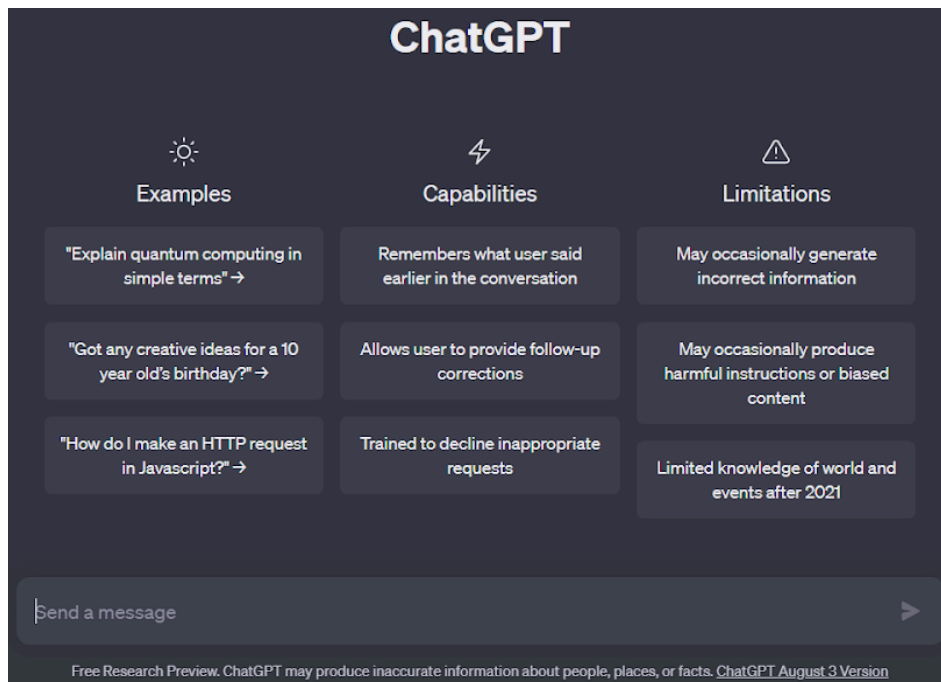 ChatGPT
Examples
"Explain quantum computing in
simple terms" →
"Got any creative ideas for a 10
year old's birthday?" →
"How do I make an HTTP request
in Javascript?" →
Capabilities
Remembers what user said
earlier in the conversation
Allows user to provide follow-up
corrections
Trained to decline inappropriate
requests
Limitations
May occasionally generate
incorrect information
May occasionally produce
harmful instructions or biased
content
Limited knowledge of world and
events after 2021
Send a message
Free Research Preview. ChatGPT may produce inaccurate information about people, places, or facts. ChatGPT August 3 Version